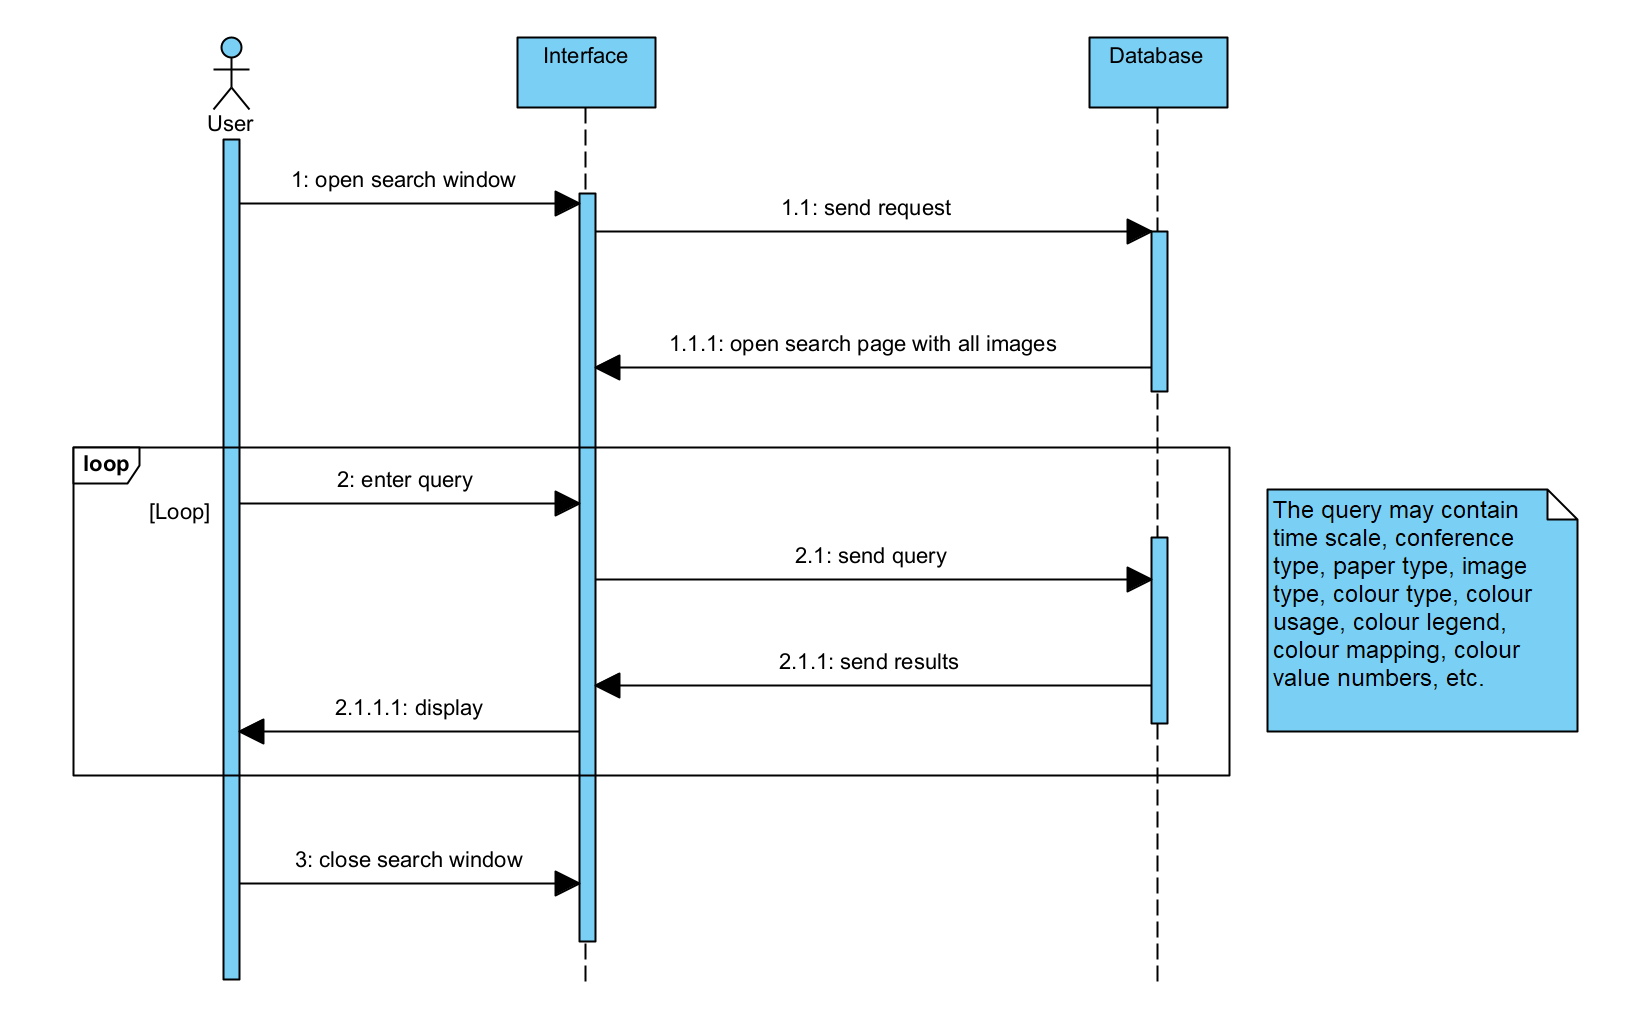 Interface
Database
User
1: open search window
1.1: send request
1.1.1: open search page with all images
loop
2: enter query
[Loop]
The query may contain
time scale, conference
type, paper type, image
type, colour type, colour
usage, colour legend,
colour mapping, colour
value numbers, etc.
2.1: send query
2.1.1: send results
2.1.1.1: display
3: close search window